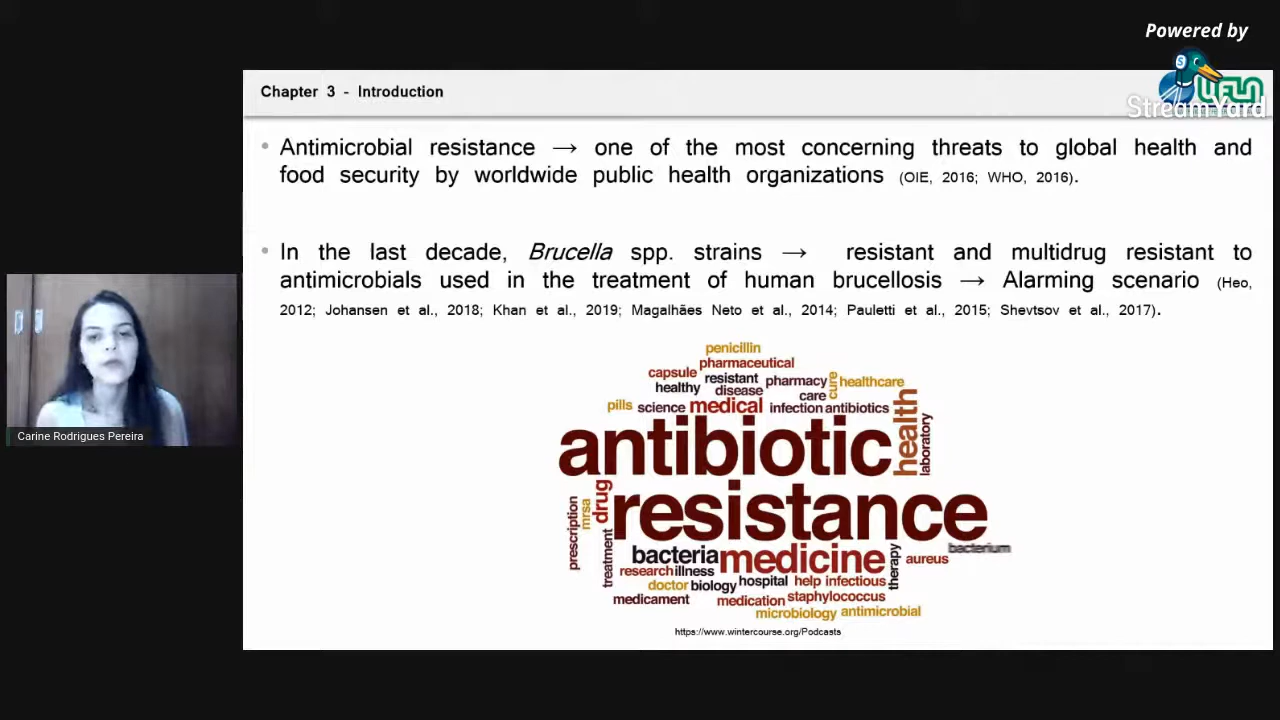 Powered by
UFLA
StreamYard
Chapter 3 - Introduction
• Antimicrobial resistance → one of the most concerning threats to global health and
food security by worldwide public health organizations (OIE, 2016; WHO, 2016).
• In the last decade, Brucella spp. strains → resistant and multidrug resistant to
antimicrobials used in the treatment of human brucellosis → Alarming scenario (Heo,
2012; Johansen et al., 2018; Khan et al., 2019; Magalhães Neto et al., 2014; Pauletti et al., 2015; Shevtsov et al., 2017).
penicillin
pharmaceutical
capsule
resistant
pharmacy
cure
healthcare
healthy
disease
care
pills
science
medical
infection
antibiotics
health
laboratory
antibiotic
resistance
prescription
mrsa
drug
treatment
bacteria
medicine
therapy
aureus
bacterium
research
illness
doctor
biology
hospital
help
infectious
medicament
medication
staphylococcus
microbiology
antimicrobial
https://www.wintercourse.org/Podcasts
Carine Rodrigues Pereira